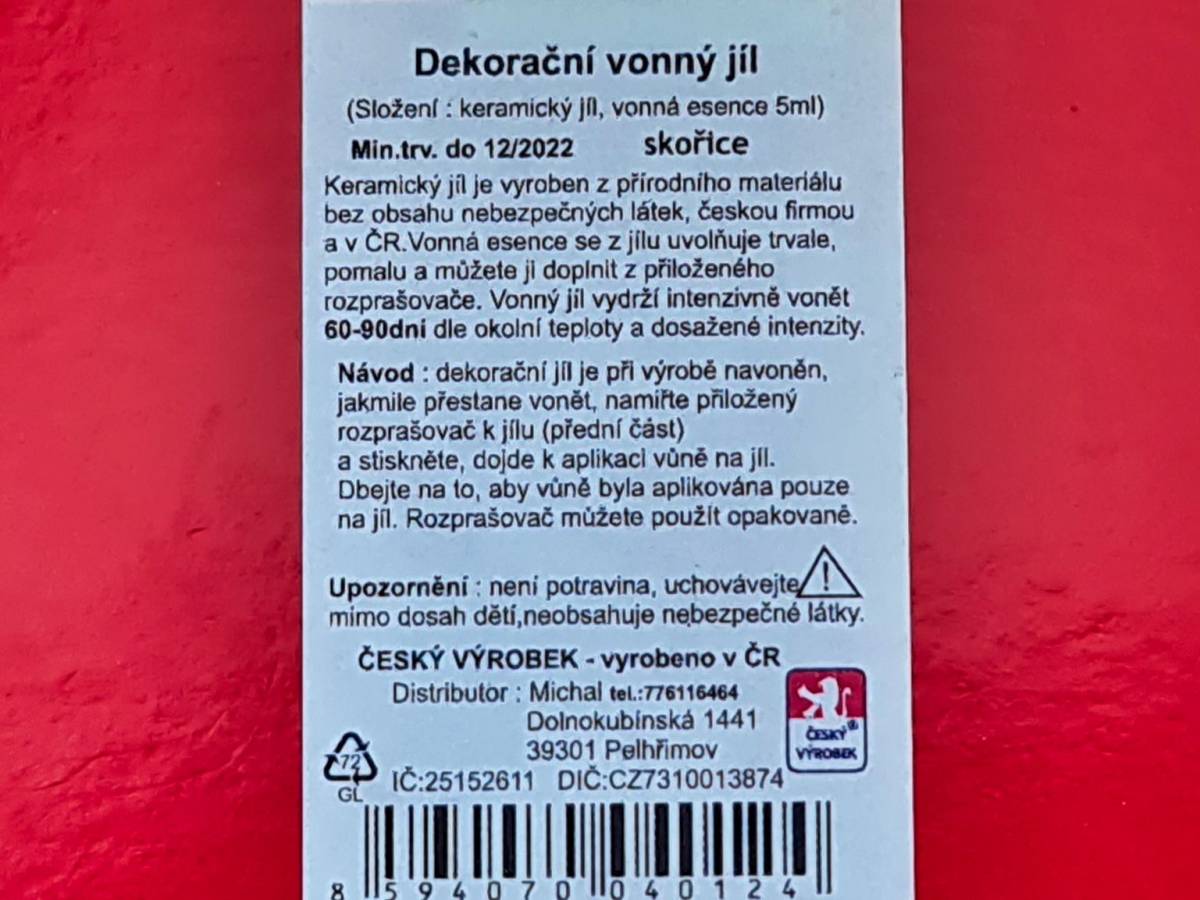 Dekorační vonný jíl
(Složení : keramický jíl, vonná esence 5ml)
Min.trv. do 12/2022 skořice
Keramický jíl je vyroben z přírodního materiálu
bez obsahu nebezpečných látek, českou firmou
a v ČR.Vonná esence se z jílu uvolňuje trvale,
pomalu a můžete ji doplnit z přiloženého
rozprašovače. Vonný jíl vydrží intenzivně vonět
60-90dni dle okolní teploty a dosažené intenzity.
Návod : dekorační jíl je při výrobě navoněn,
jakmile přestane vonět, namiřte přiložený
rozprašovač k jílu (přední část)
a stiskněte, dojde k aplikaci vůně na jíl.
Dbejte na to, aby vůně byla aplikována pouze
na jíl. Rozprašovač můžete použít opakovaně.
Upozornění : není potravina, uchovávejte
mimo dosah dětí,neobsahuje nebezpečné látky.
ČESKÝ VÝROBEK - vyrobeno v ČR
Distributor : Michal tel.:776116464
Dolnokubínská 1441
39301 Pelhřimov
ČESKÝ®
VÝROBEK
72
GL
IČ:25152611 DIČ:CZ7310013874
8 594070 040124